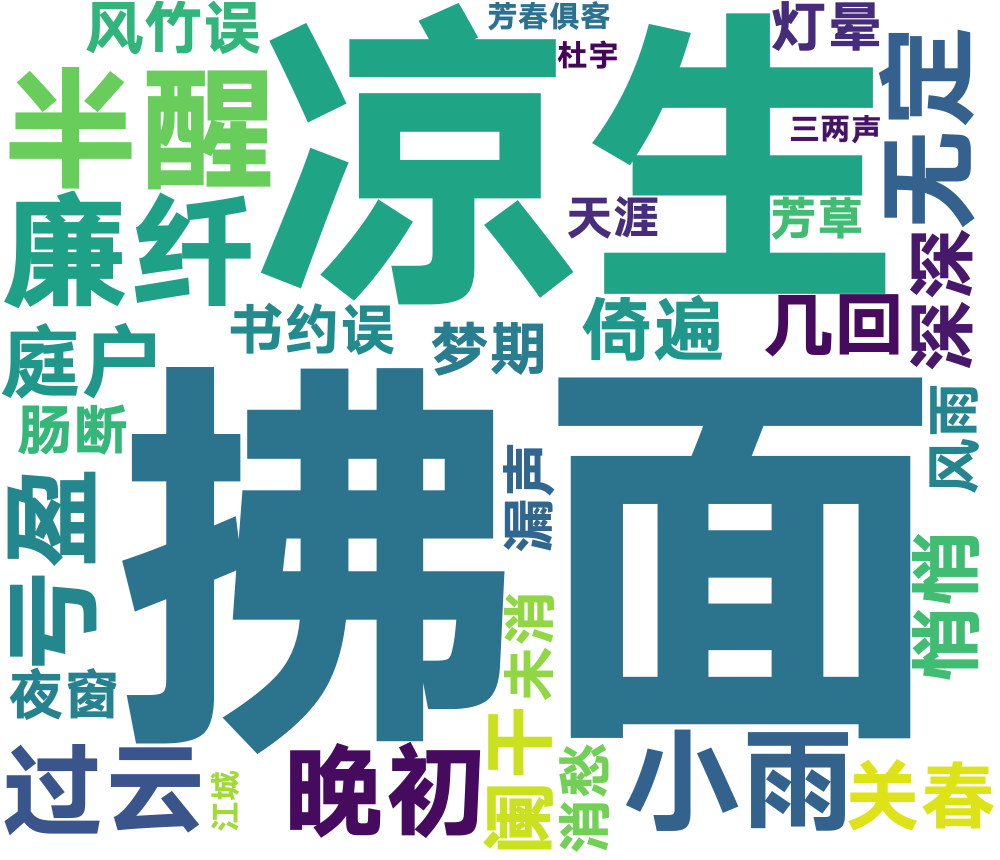 风竹误
芳春俱客
灯晕
杜宇
半醒
凉生
无定
三两声
廉纤
天涯
芳草
深深
书约误
梦期
倚遍
几回
庭户
肠断
拂面
风雨
漏声
亏盈
悄悄
未消
夜窗
阑干
过云
江城
晚初
消愁
小雨
关春